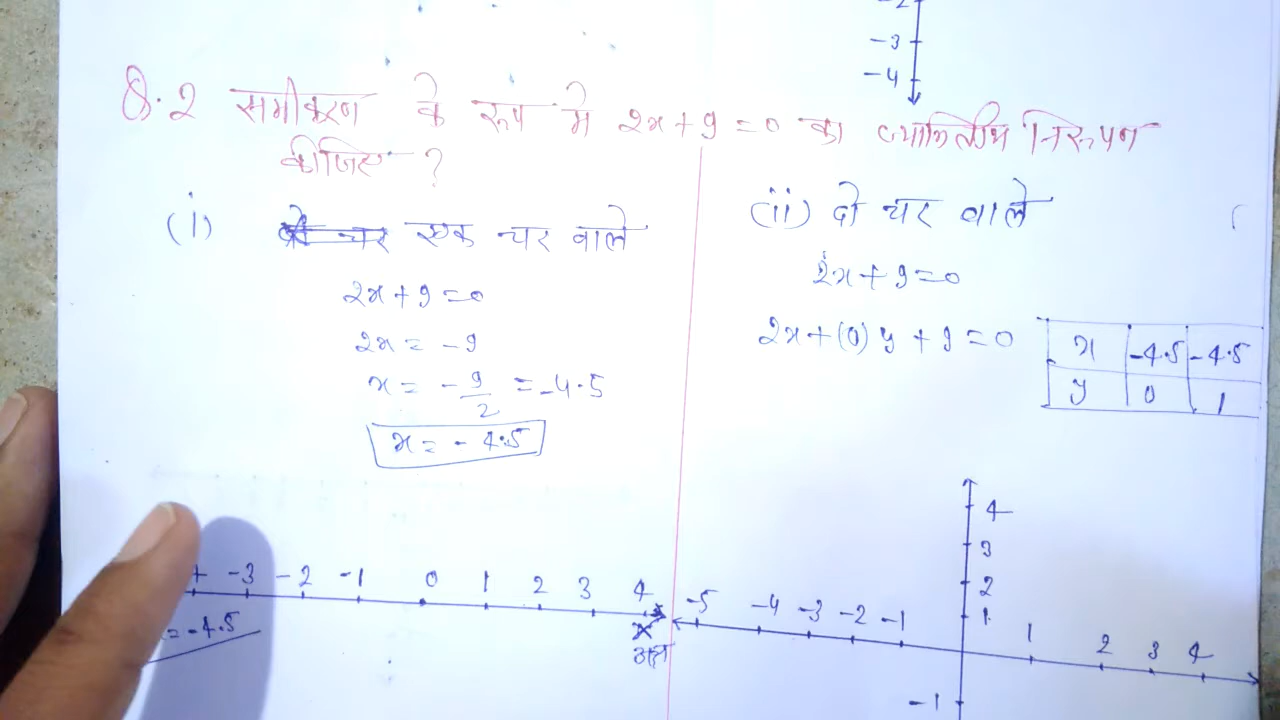 -2
-3
-4
Q.2 समीकरण के रूप मे 2x+9=0 का ज्यामितीय निरूपण
कीजिए ?
(i) एक चर वाले
2x+9=0
2x = -9
x = -9/2 = -4.5
x = -4.5
-3 -2 -1 0 1 2 3 4
= -4.5
X
अक्ष
(ii) दो चर वाले
2x+9=0
2x+(0)y+9=0
x -4.5 -4.5
y 0 1
4
3
2
1
-5 -4 -3 -2 -1 1 2 3 4
-1